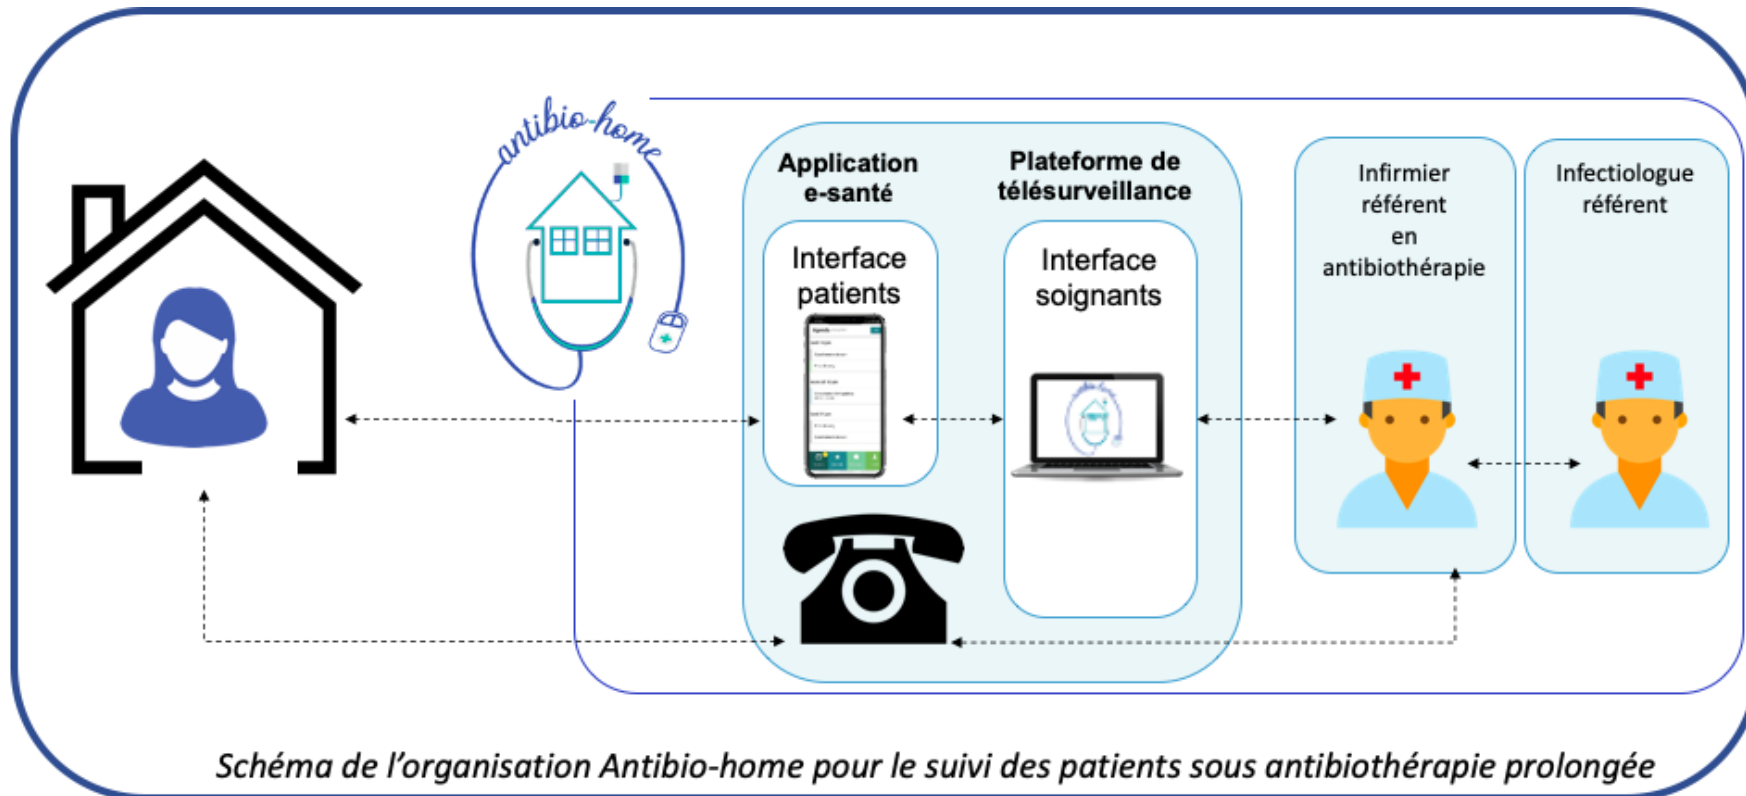 antibio-home
Application
e-santé
Plateforme de
télésurveillance
Interface
patients
Interface
soignants
Infirmier
référent
en
antibiothérapie
Infectiologue
référent
Schéma de l'organisation Antibio-home pour le suivi des patients sous antibiothérapie prolongée